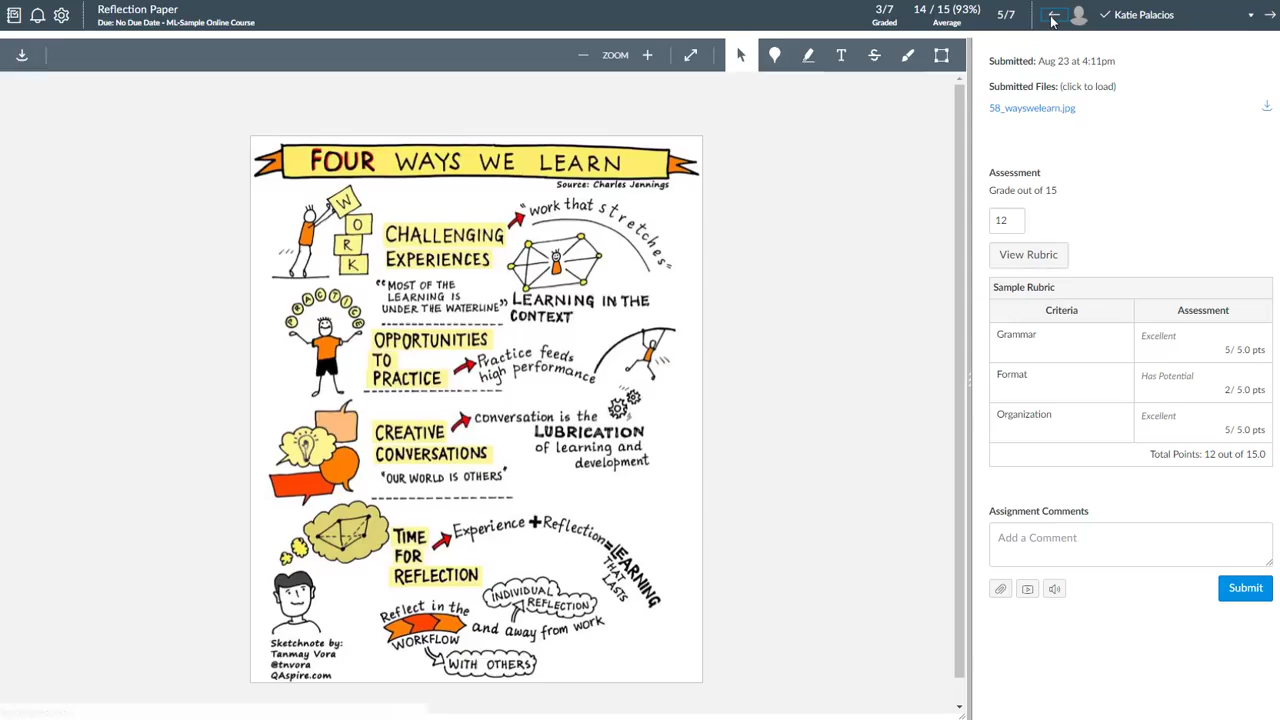 Reflection Paper
Due: No Due Date - ML-Sample Online Course
3/7
Graded
14 / 15 (93%)
Average
5/7
Katie Palacios
ZOOM
T
S
Submitted: Aug 23 at 4:11pm
Submitted Files: (click to load)
58_wayswelearn.jpg
Assessment
Grade out of 15
12
View Rubric
Sample Rubric
Criteria
Assessment
Grammar
Excellent
5/ 5.0 pts
Format
Has Potential
2/ 5.0 pts
Organization
Excellent
5/ 5.0 pts
Total Points: 12 out of 15.0
Assignment Comments
Add a Comment
Submit
FOUR WAYS WE LEARN
Source: Charles Jennings
W
O
R
K
CHALLENGING
EXPERIENCES
"work that stretches"
"MOST OF THE
LEARNING IS
UNDER THE WATERLINE"
LEARNING IN THE
CONTEXT
PRACTICE
OPPORTUNITIES
TO
PRACTICE
Practice feeds
high performance
CREATIVE
CONVERSATIONS
"OUR WORLD IS OTHERS"
conversation is the
LUBRICATION
of learning and
development
TIME
FOR
REFLECTION
Experience + Reflection = LEARNING
THAT
LASTS
Reflect in the
WORKFLOW
and away from work
INDIVIDUAL
REFLECTION
WITH OTHERS
Sketchnote by:
Tanmay Vora
@tnvora
QAspire.com